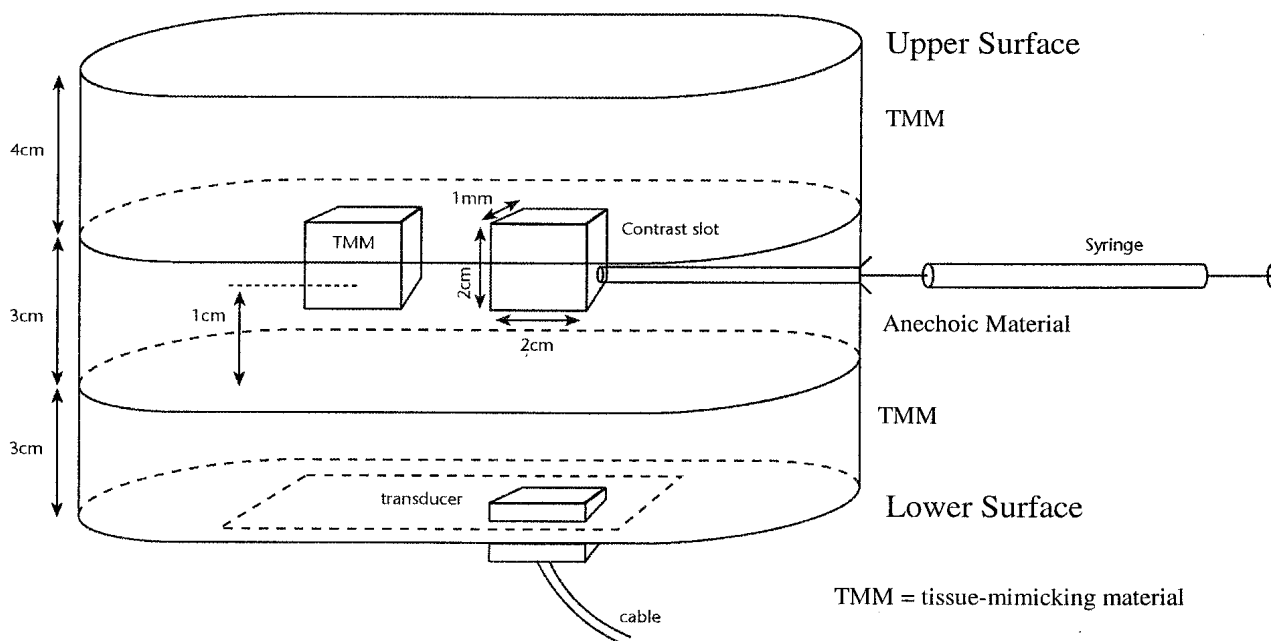 Upper Surface
TMM
4cm
1mm
TMM
Contrast slot
Syringe
2cm
1cm
3cm
Anechoic Material
2cm
TMM
3cm
transducer
Lower Surface
TMM = tissue-mimicking material
cable